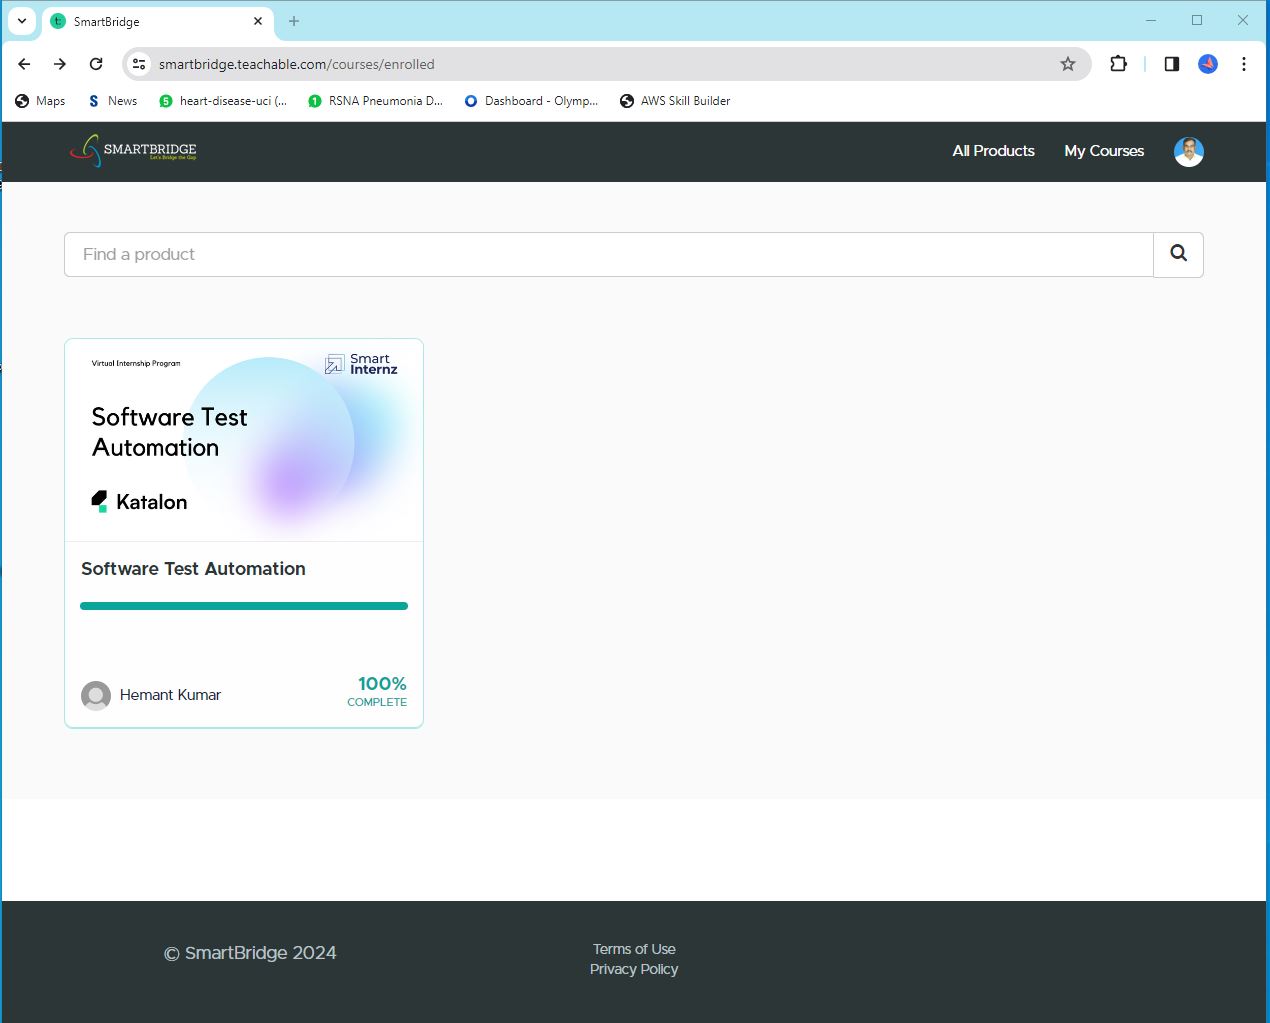 SmartBridge
smartbridge.teachable.com/courses/enrolled
Maps
News
heart-disease-uci (...
RSNA Pneumonia D...
Dashboard - Olymp...
AWS Skill Builder
SMARTBRIDGE
Let's Bridge the Gap
All Products
My Courses
Find a product
Virtual Internship Program
Smart
Internz
Software Test
Automation
Katalon
Software Test Automation
Hemant Kumar
100%
COMPLETE
© SmartBridge 2024
Terms of Use
Privacy Policy